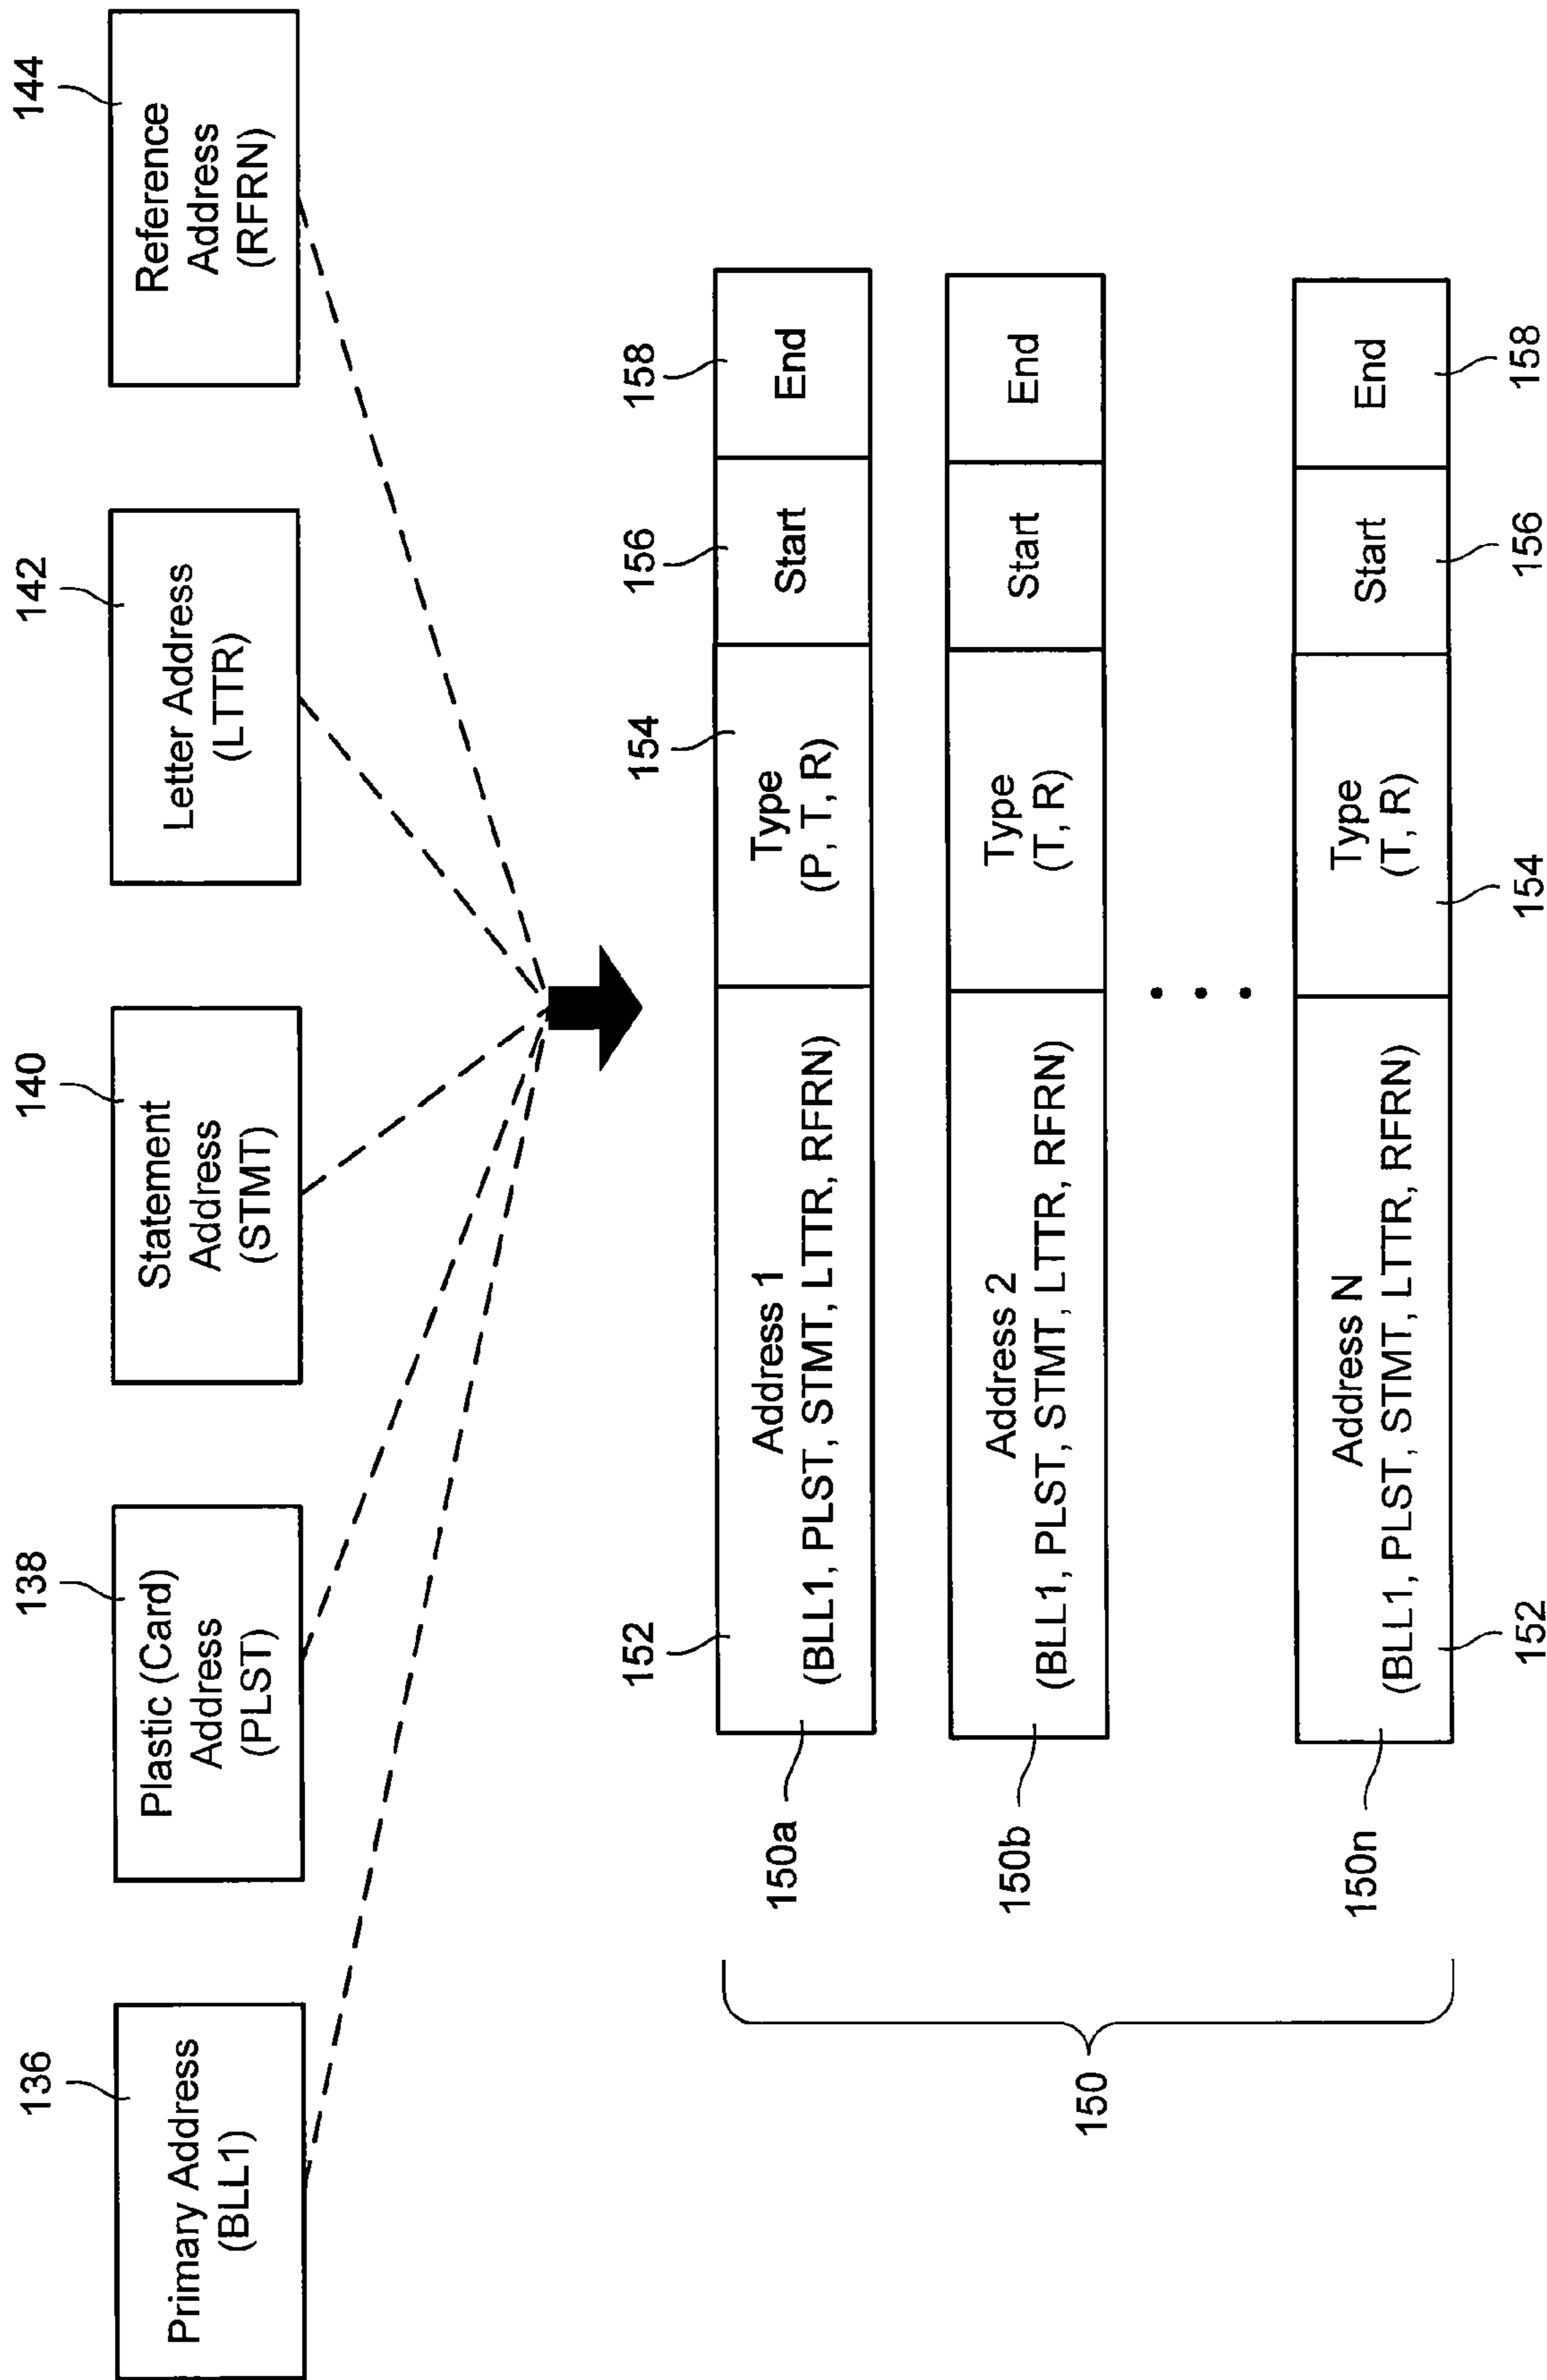 136
138
140
142
144
Primary Address
(BLL1)
Plastic (Card)
Address
(PLST)
Statement
Address
(STMT)
Letter Address
(LTTR)
Reference
Address
(RFRN)
152
154
156
158
150a
Address 1
(BLL1, PLST, STMT, LTTR, RFRN)
Type
(P, T, R)
Start
End
150b
Address 2
(BLL1, PLST, STMT, LTTR, RFRN)
Type
(T, R)
Start
End
150
150n
Address N
(BLL1, PLST, STMT, LTTR, RFRN)
Type
(T, R)
Start
End
152
154
156
158